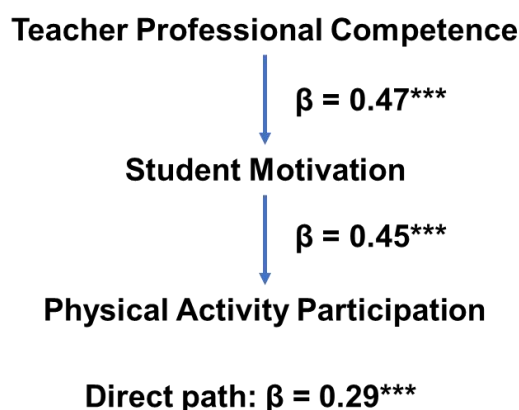 Teacher Professional Competence
β = 0.47***
Student Motivation
β = 0.45***
Physical Activity Participation
Direct path: β = 0.29***